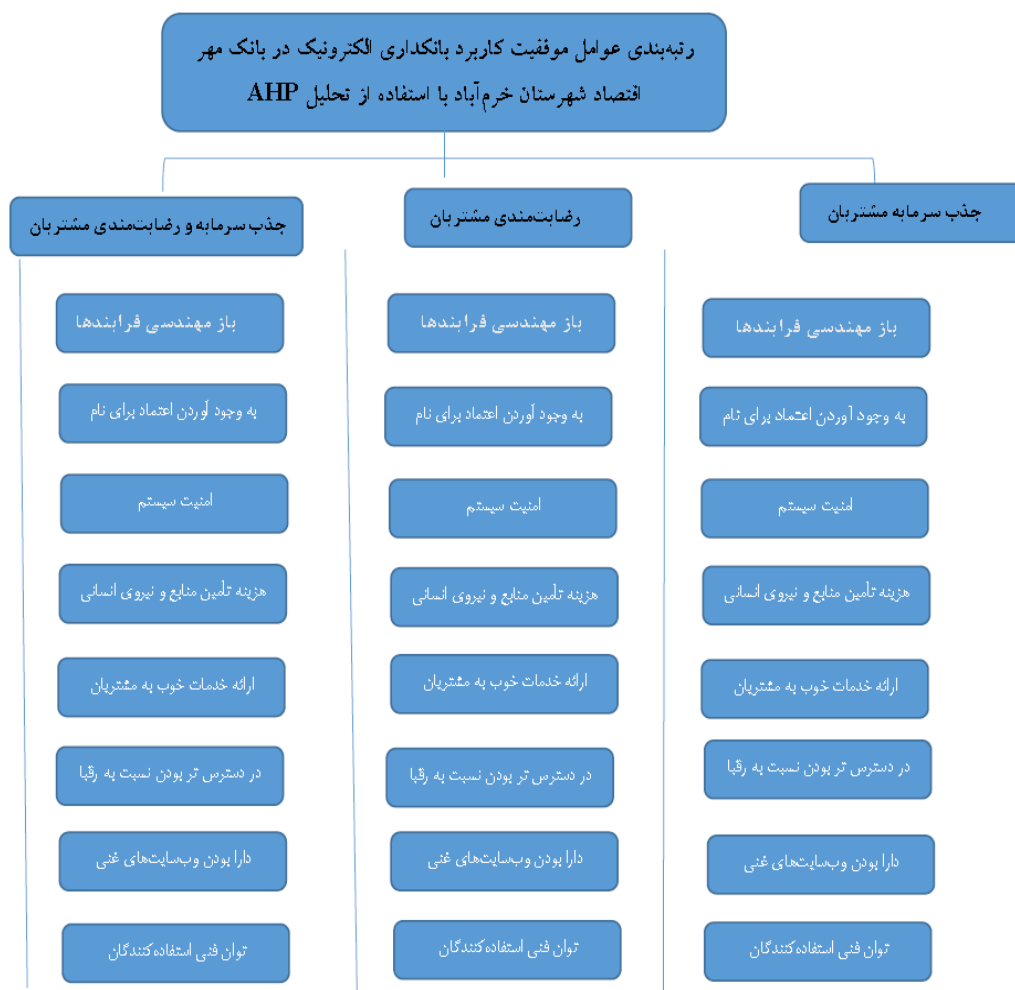 رتبه‌بندی عوامل موفقیت کاربرد بانکداری الکترونیک در بانک مهر
اقتصاد شهرستان خرم‌آباد با استفاده از تحلیل AHP
جذب سرمایه مشتریان
باز مهندسی فرایندها
به وجود آوردن اعتماد برای نام
امنیت سیستم
هزینه تأمین منابع و نیروی انسانی
ارائه خدمات خوب به مشتریان
در دسترس تر بودن نسبت به رقبا
دارا بودن وب‌سایت‌های غنی
توان فنی استفاده‌کنندگان
رضایت‌مندی مشتریان
باز مهندسی فرایندها
به وجود آوردن اعتماد برای نام
امنیت سیستم
هزینه تأمین منابع و نیروی انسانی
ارائه خدمات خوب به مشتریان
در دسترس تر بودن نسبت به رقبا
دارا بودن وب‌سایت‌های غنی
توان فنی استفاده‌کنندگان
جذب سرمایه و رضایت‌مندی مشتریان
باز مهندسی فرایندها
به وجود آوردن اعتماد برای نام
امنیت سیستم
هزینه تأمین منابع و نیروی انسانی
ارائه خدمات خوب به مشتریان
در دسترس تر بودن نسبت به رقبا
دارا بودن وب‌سایت‌های غنی
توان فنی استفاده‌کنندگان